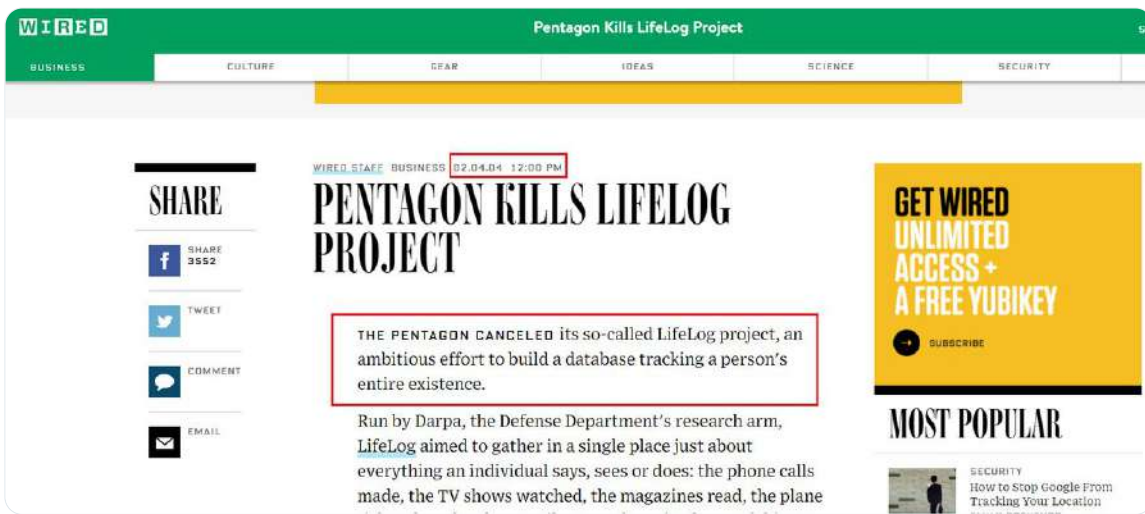 WIRED
Pentagon Kills LifeLog Project
BUSINESS
CULTURE
GEAR
IDEAS
SCIENCE
SECURITY
SHARE
SHARE
3552
TWEET
COMMENT
EMAIL
WIRED STAFF BUSINESS 02.04.04 12:00 PM
PENTAGON KILLS LIFELOG
PROJECT
THE PENTAGON CANCELED its so-called LifeLog project, an
ambitious effort to build a database tracking a person's
entire existence.
Run by Darpa, the Defense Department's research arm,
LifeLog aimed to gather in a single place just about
everything an individual says, sees or does: the phone calls
made, the TV shows watched, the magazines read, the plane
GET WIRED
UNLIMITED
ACCESS +
A FREE YUBIKEY
SUBSCRIBE
MOST POPULAR
SECURITY
How to Stop Google From
Tracking Your Location